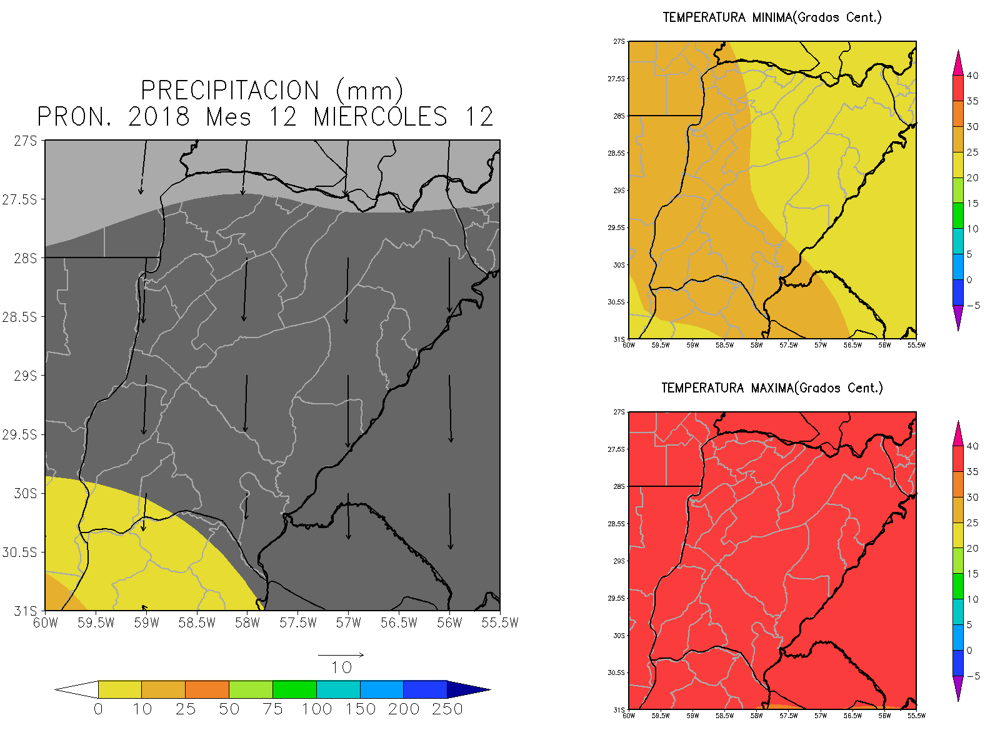 PRECIPITACION (mm)
PRON. 2018 Mes 12 MIERCOLES 12
27S
27.5S
28S
28.5S
29S
29.5S
30S
30.5S
31S
60W 59.5W 59W 58.5W 58W 57.5W 57W 56.5W 56W 55.5W
10
0 10 25 50 75 100 150 200 250
TEMPERATURA MINIMA(Grados Cent.)
27S
27.5S
28S
28.5S
29S
29.5S
30S
30.5S
31S
60W 59.5W 59W 58.5W 58W 57.5W 57W 56.5W 56W 55.5W
40
35
30
25
20
15
10
5
0
-5
TEMPERATURA MAXIMA(Grados Cent.)
27S
27.5S
28S
28.5S
29S
29.5S
30S
30.5S
31S
60W 59.5W 59W 58.5W 58W 57.5W 57W 56.5W 56W 55.5W
40
35
30
25
20
15
10
5
0
-5